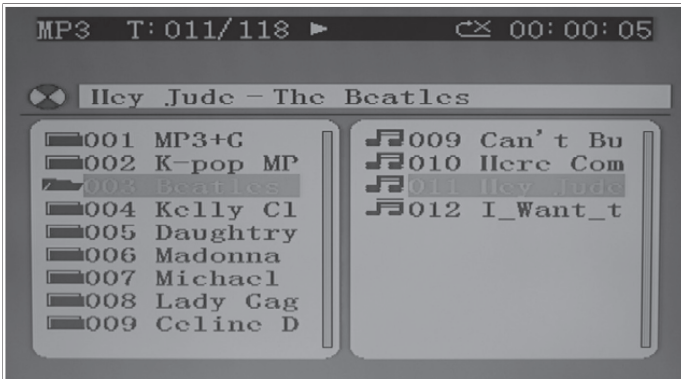 MP3 T:011/118 00:00:05
Hey Jude - The Beatles
001 MP3+G
002 K-pop MP
003 Beatles
004 Kelly Cl
005 Daughtry
006 Madonna
007 Michael
008 Lady Gag
009 Celine D
009 Can't Bu
010 Here Com
011 Hey Jude
012 I_Want_t